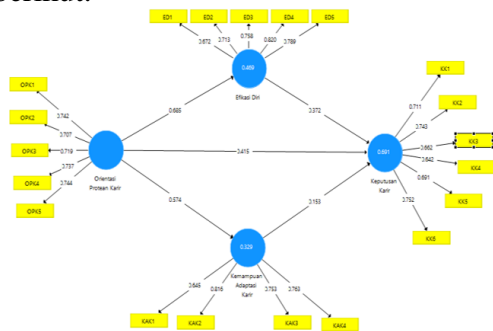 ED1 ED2 ED3 ED4 ED5
0.672 0.713 0.758 0.820 0.789
0.469
Efikasi Diri
OPK1
OPK2
OPK3
OPK4
OPK5
0.742
0.707
0.719
0.737
0.744
Orientasi
Protean Karir
0.685
0.415
0.574
0.372
0.153
KK1
KK2
KK3
KK4
KK5
KK6
0.711
0.743
0.662
0.642
0.691
0.752
0.691
Keputusan
Karir
0.329
Kemampuan
Adaptasi
Karir
0.645 0.816 0.753 0.763
KAK1 KAK2 KAK3 KAK4